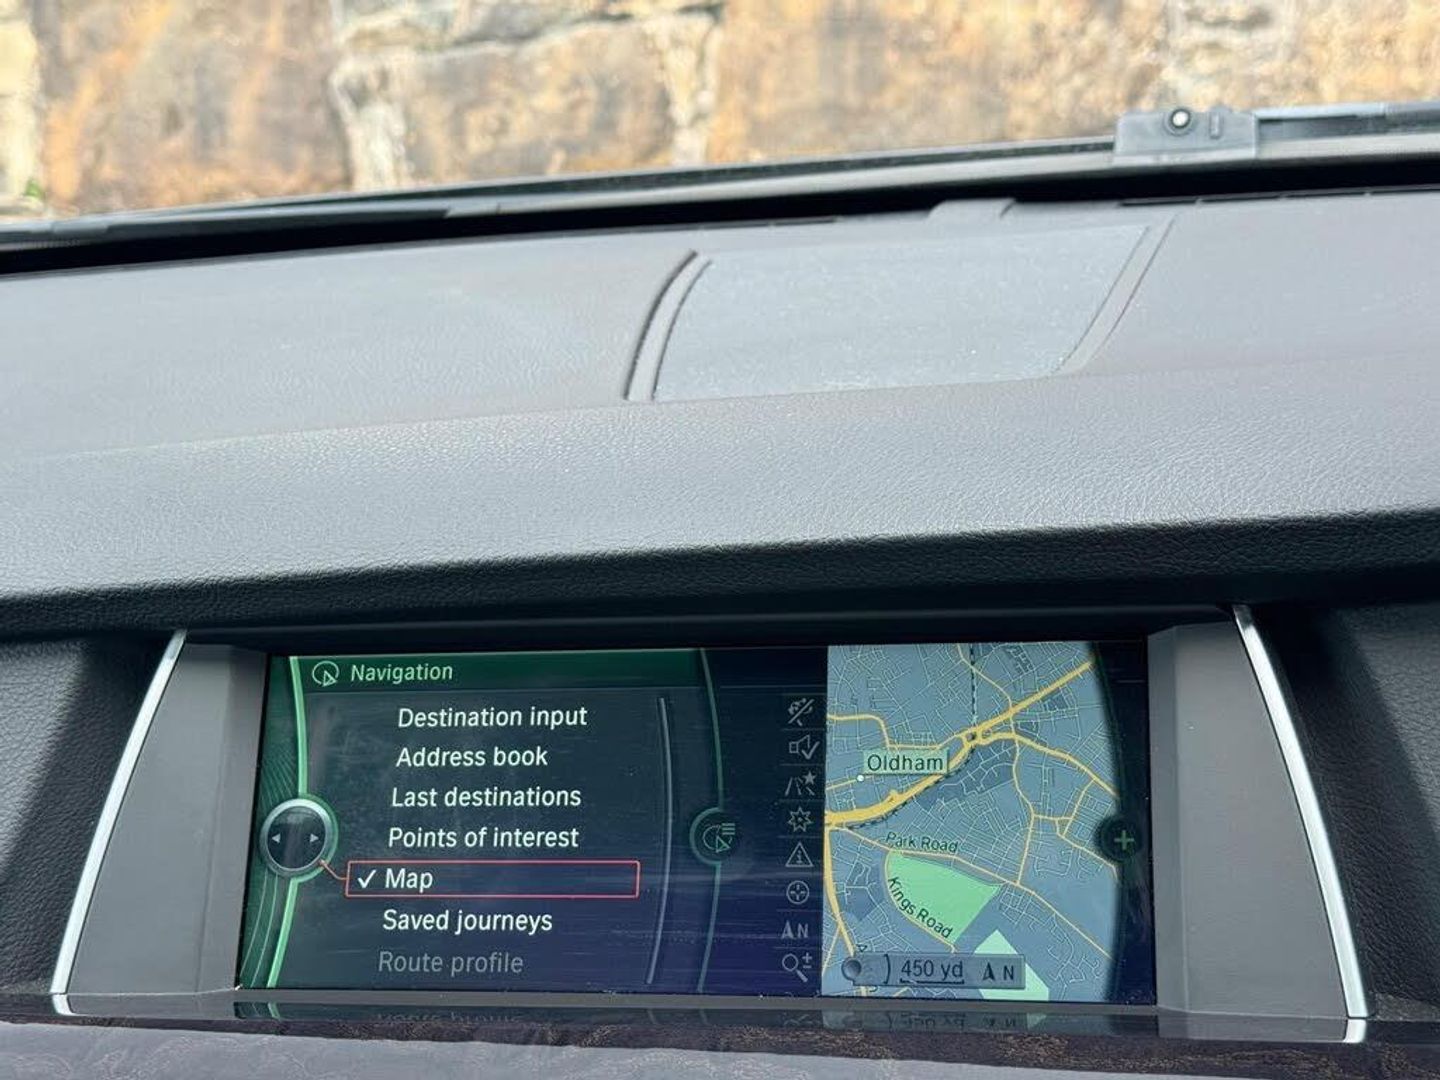 Navigation
Destination input
Address book
Last destinations
Points of interest
Map
Saved journeys
Route profile
Oldham
Park Road
Kings Road
N
450 yd
N